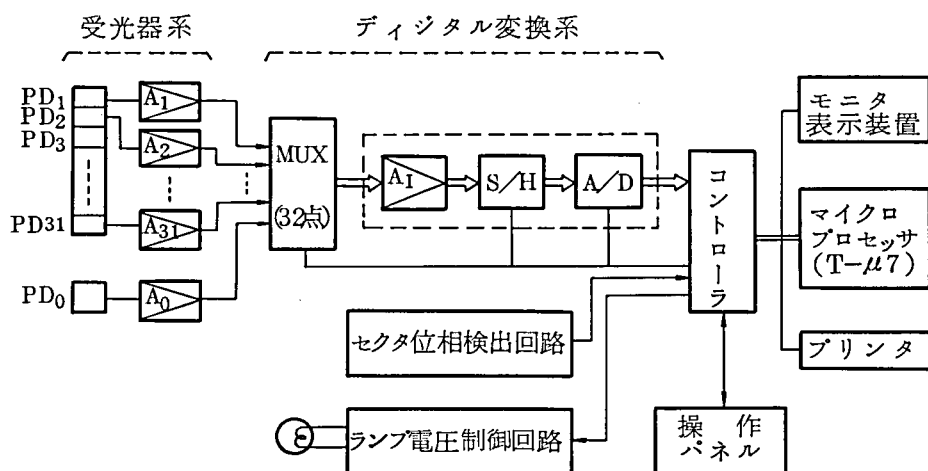 受光器系
ディジタル変換系
PD1
PD2
PD3
PD31
PD0
A1
A2
A31
A0
MUX
(32点)
AI
S/H
A/D
コントローラ
モニタ
表示装置
マイクロ
プロセッサ
(T-μ7)
プリンタ
セクタ位相検出回路
ランプ電圧制御回路
操作
パネル